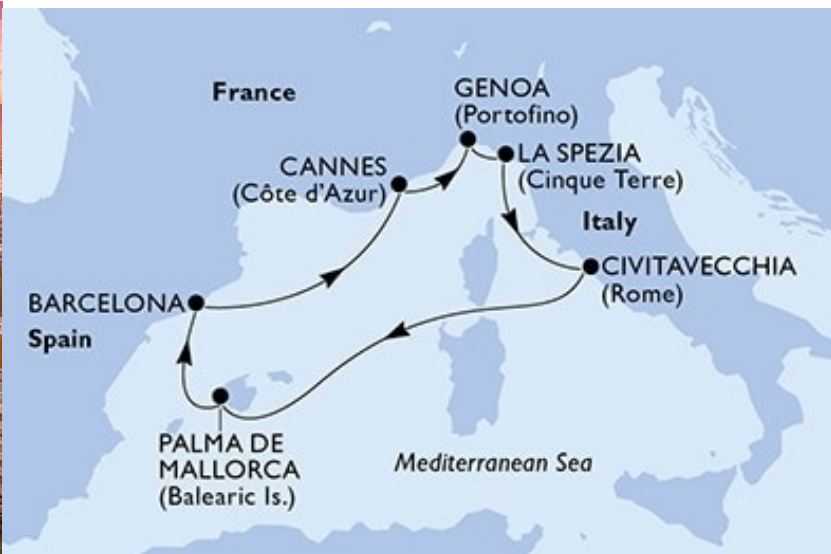 France
GENOA
(Portofino)
CANNES
(Côte d'Azur)
LA SPEZIA
(Cinque Terre)
Italy
CIVITAVECCHIA
(Rome)
BARCELONA
Spain
PALMA DE
MALLORCA
(Balearic Is.)
Mediterranean Sea